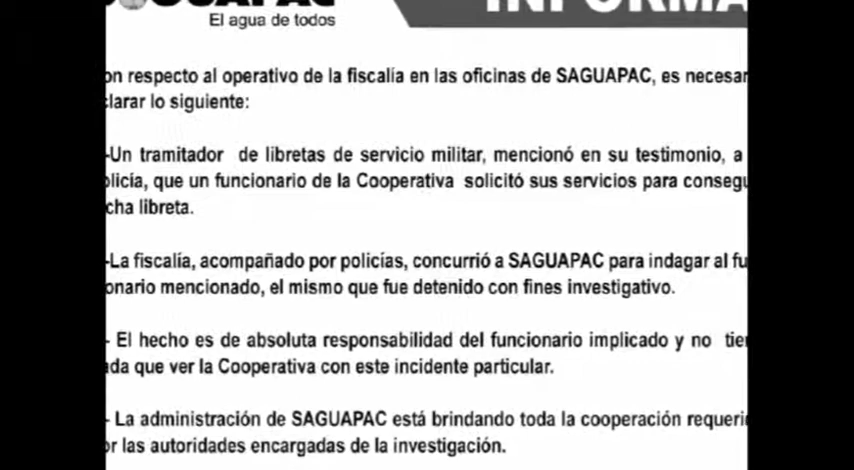 SAGUAPAC
El agua de todos
INFORMA
on respecto al operativo de la fiscalía en las oficinas de SAGUAPAC, es necesar
clarar lo siguiente:
-Un tramitador de libretas de servicio militar, mencionó en su testimonio, a
olicía, que un funcionario de la Cooperativa solicitó sus servicios para consegu
cha libreta.
-La fiscalía, acompañado por policías, concurrió a SAGUAPAC para indagar al fu
onario mencionado, el mismo que fue detenido con fines investigativo.
- El hecho es de absoluta responsabilidad del funcionario implicado y no tien
ada que ver la Cooperativa con este incidente particular.
- La administración de SAGUAPAC está brindando toda la cooperación requeri
or las autoridades encargadas de la investigación.